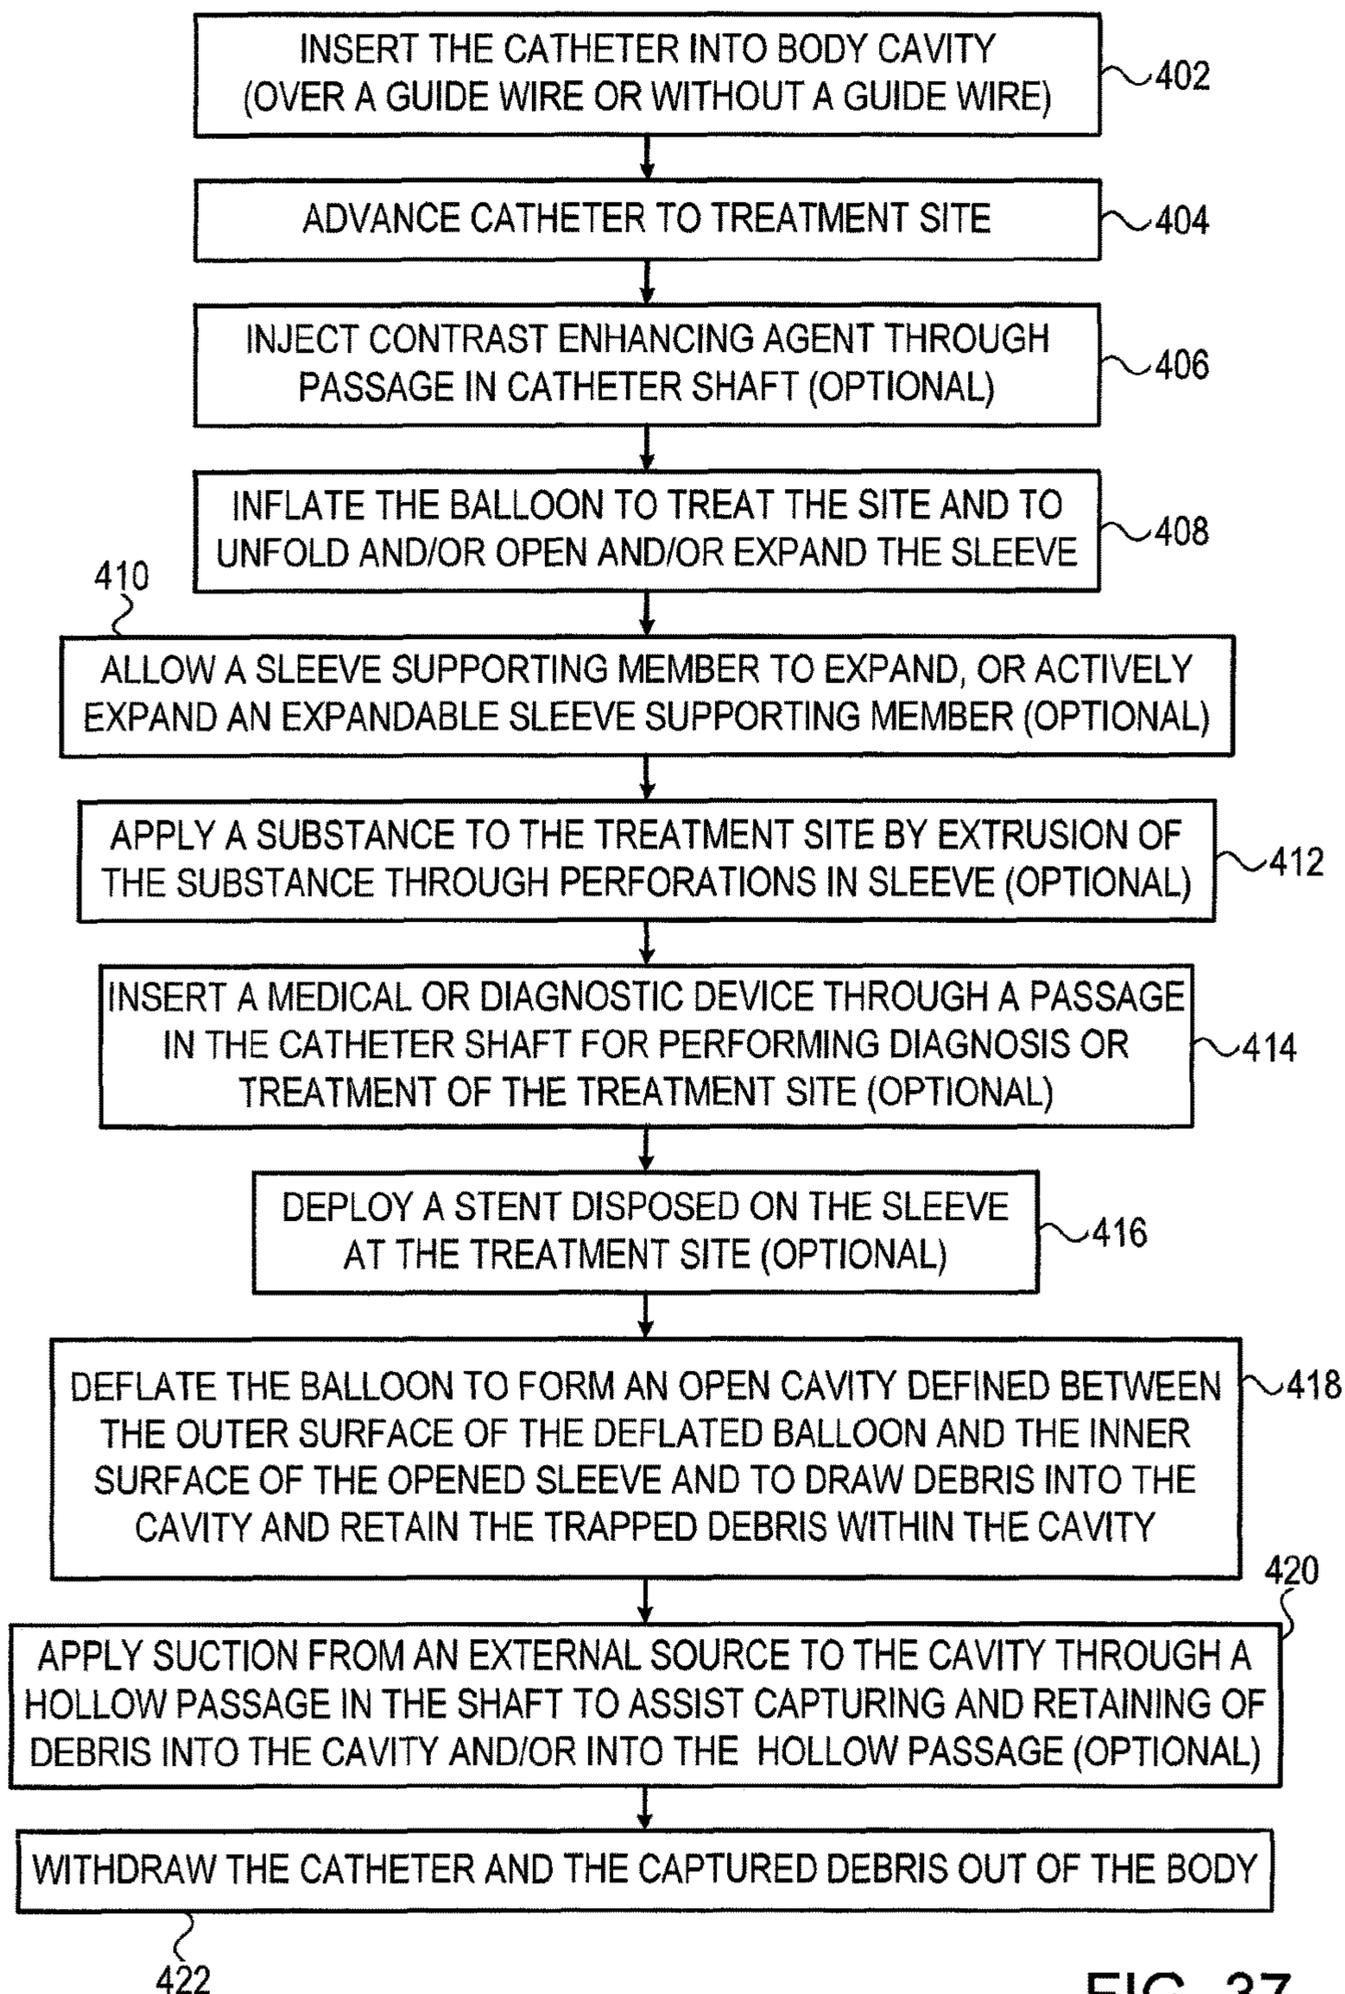 INSERT THE CATHETER INTO BODY CAVITY
(OVER A GUIDE WIRE OR WITHOUT A GUIDE WIRE)
402
ADVANCE CATHETER TO TREATMENT SITE
404
INJECT CONTRAST ENHANCING AGENT THROUGH
PASSAGE IN CATHETER SHAFT (OPTIONAL)
406
INFLATE THE BALLOON TO TREAT THE SITE AND TO
UNFOLD AND/OR OPEN AND/OR EXPAND THE SLEEVE
408
410
ALLOW A SLEEVE SUPPORTING MEMBER TO EXPAND, OR ACTIVELY
EXPAND AN EXPANDABLE SLEEVE SUPPORTING MEMBER (OPTIONAL)
APPLY A SUBSTANCE TO THE TREATMENT SITE BY EXTRUSION OF
THE SUBSTANCE THROUGH PERFORATIONS IN SLEEVE (OPTIONAL)
412
INSERT A MEDICAL OR DIAGNOSTIC DEVICE THROUGH A PASSAGE
IN THE CATHETER SHAFT FOR PERFORMING DIAGNOSIS OR
TREATMENT OF THE TREATMENT SITE (OPTIONAL)
414
DEPLOY A STENT DISPOSED ON THE SLEEVE
AT THE TREATMENT SITE (OPTIONAL)
416
DEFLATE THE BALLOON TO FORM AN OPEN CAVITY DEFINED BETWEEN
THE OUTER SURFACE OF THE DEFLATED BALLOON AND THE INNER
SURFACE OF THE OPENED SLEEVE AND TO DRAW DEBRIS INTO THE
CAVITY AND RETAIN THE TRAPPED DEBRIS WITHIN THE CAVITY
418
420
APPLY SUCTION FROM AN EXTERNAL SOURCE TO THE CAVITY THROUGH A
HOLLOW PASSAGE IN THE SHAFT TO ASSIST CAPTURING AND RETAINING OF
DEBRIS INTO THE CAVITY AND/OR INTO THE HOLLOW PASSAGE (OPTIONAL)
WITHDRAW THE CATHETER AND THE CAPTURED DEBRIS OUT OF THE BODY
422
FIG. 37